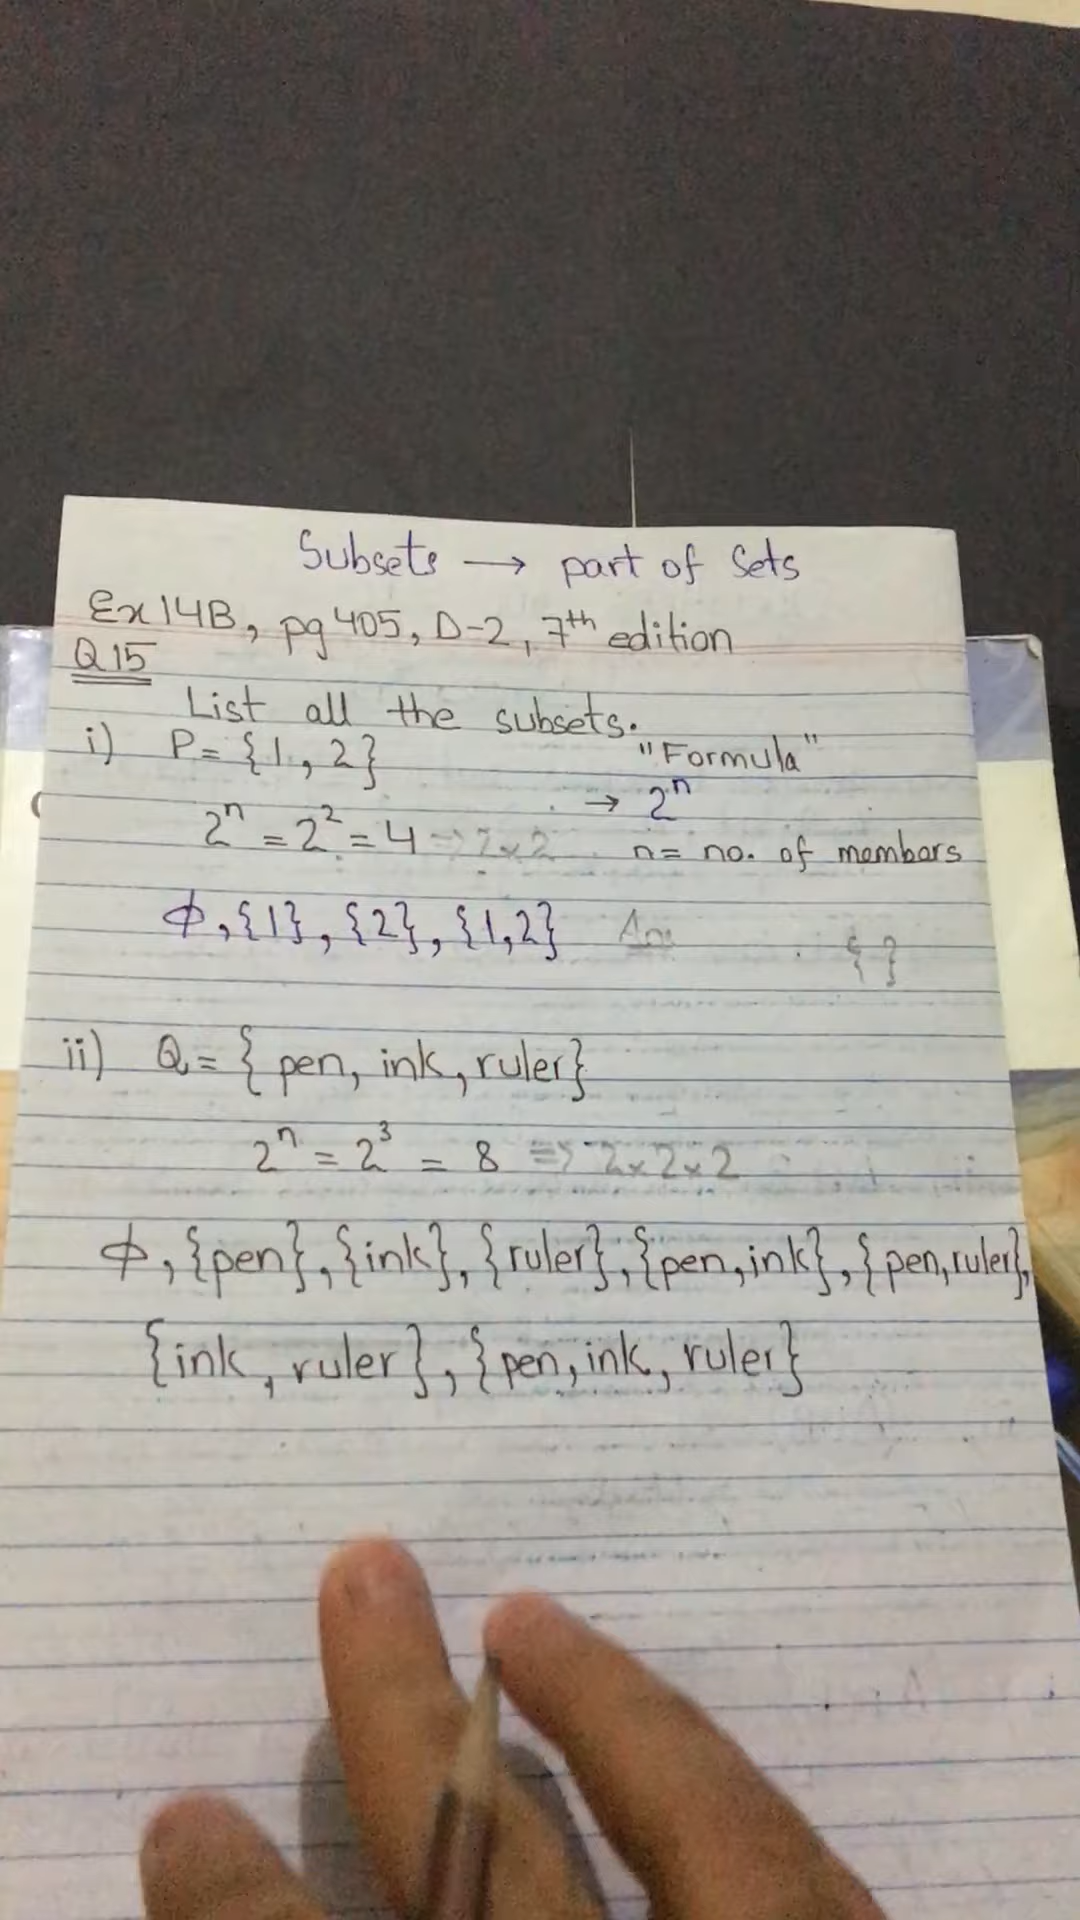 Subsets → part of Sets
Ex 14B, pg 405, D-2, 7th edition
Q15
List all the subsets.
i) P = {1, 2}
"Formula"
→ 2ⁿ
2ⁿ = 2² = 4 ⇒ 2×2
n = no. of members
Φ, {1}, {2}, {1,2} Ans
{ }
ii) Q = { pen, ink, ruler}
2ⁿ = 2³ = 8 ⇒ 2×2×2
Φ, {pen}, {ink}, {ruler}, {pen, ink}, {pen, ruler},
{ink, ruler}, {pen, ink, ruler}